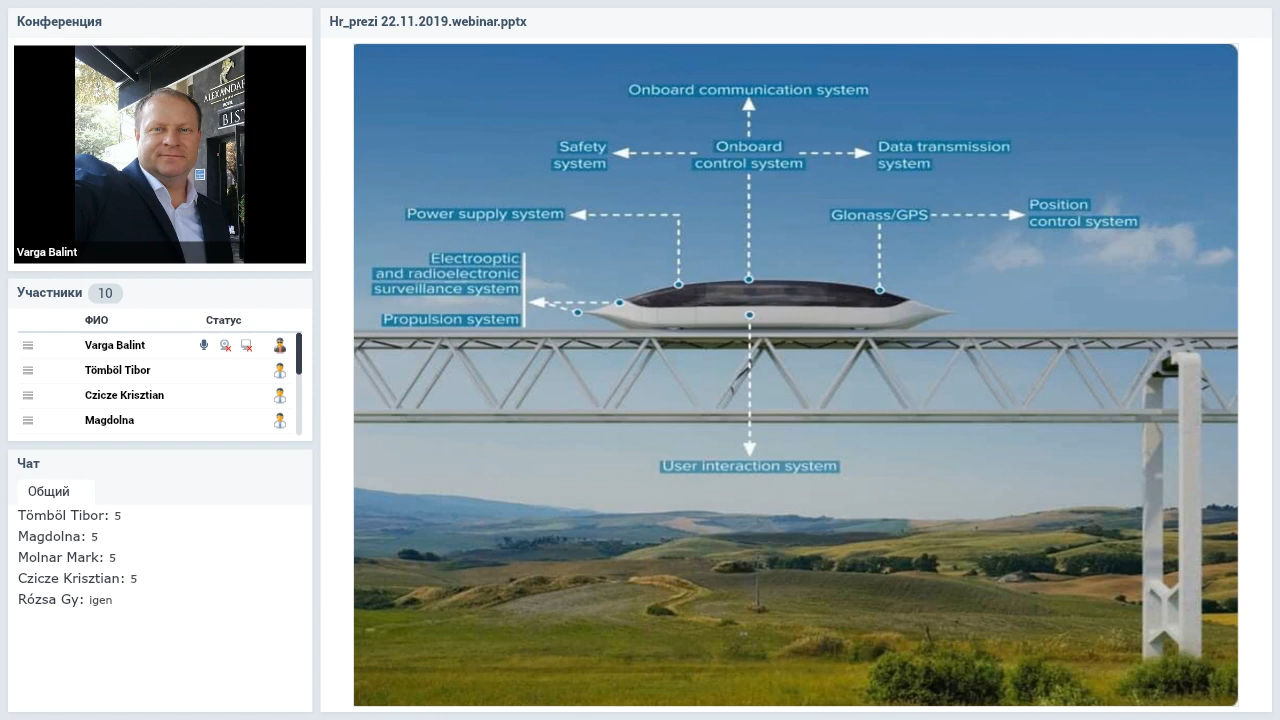 Конференция
ALEXANDAR
BIS
Varga Balint
Участники 10
ФИО Статус
Varga Balint
Tömböl Tibor
Czicze Krisztian
Magdolna
Чат
Общий
Tömböl Tibor: 5
Magdolna: 5
Molnar Mark: 5
Czicze Krisztian: 5
Rózsa Gy: igen
Hr_prezi 22.11.2019.webinar.pptx
Onboard communication system
Safety
system
Onboard
control system
Data transmission
system
Power supply system
Glonass/GPS
Position
control system
Electrooptic
and radioelectronic
surveillance system
Propulsion system
User interaction system